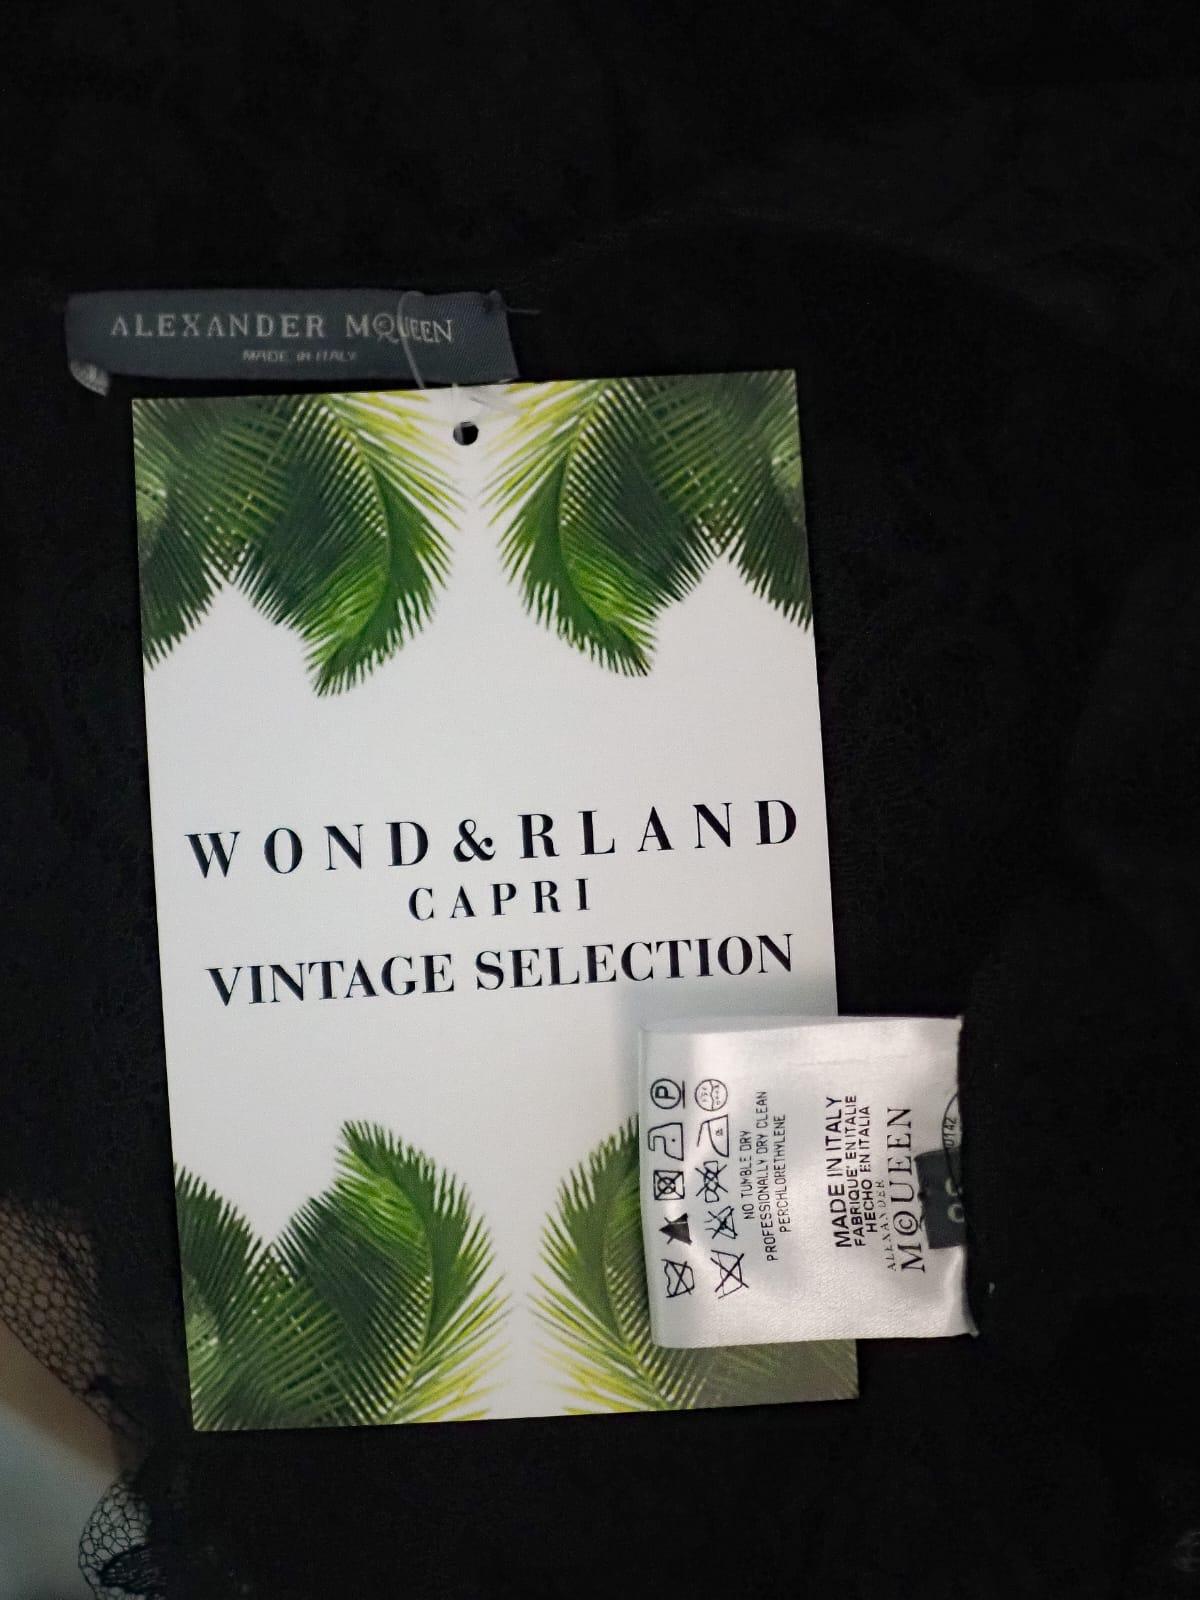 ALEXANDER MCQUEEN
MADE IN ITALY
WOND&RLAND
CAPRI
VINTAGE SELECTION
P
NO TUMBLE DRY
PROFESSIONALLY DRY CLEAN
PERCHLORETHYLENE
MADE IN ITALY
FABRIQUE' EN ITALIE
HECHO EN ITALIA
ALEXANDER
MCQUEEN